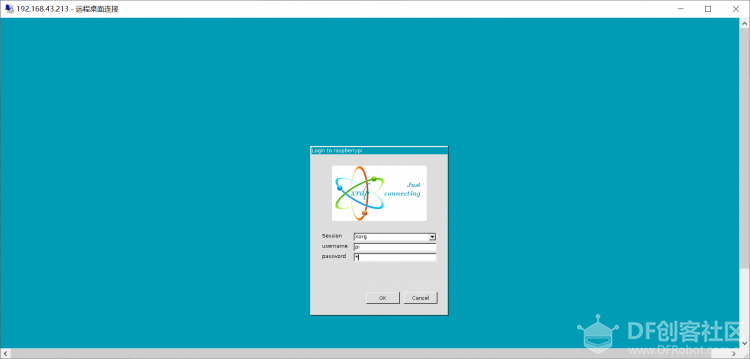 192.168.43.213 - 远程桌面连接
Login to raspberrypi
xrdp
Just
connecting
Session
Xorg
username
pi
password
*
OK
Cancel
DF创客社区
www.DFRobot.com.cn